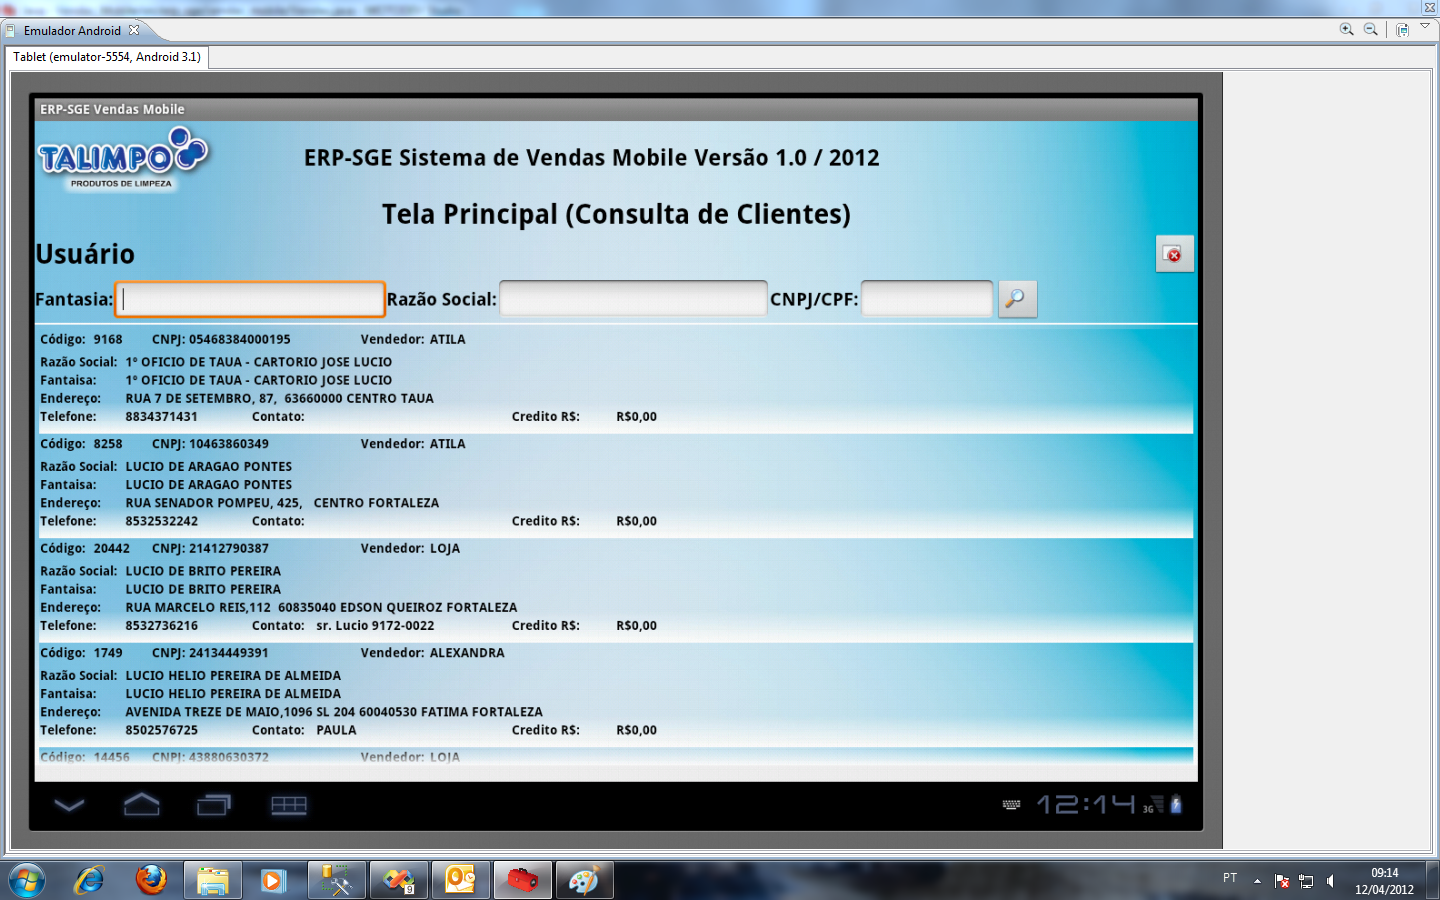 Emulador Android
Tablet (emulator-5554, Android 3.1)
ERP-SGE Vendas Mobile
TALIMPO
PRODUTOS DE LIMPEZA
ERP-SGE Sistema de Vendas Mobile Versão 1.0 / 2012
Tela Principal (Consulta de Clientes)
Usuário
Fantasia: Razão Social: CNPJ/CPF:
Código: 9168 CNPJ: 05468384000195 Vendedor: ATILA
Razão Social: 1º OFICIO DE TAUA - CARTORIO JOSE LUCIO
Fantaisa: 1º OFICIO DE TAUA - CARTORIO JOSE LUCIO
Endereço: RUA 7 DE SETEMBRO, 87, 63660000 CENTRO TAUA
Telefone: 8834371431 Contato: Credito R$: R$0,00
Código: 8258 CNPJ: 10463860349 Vendedor: ATILA
Razão Social: LUCIO DE ARAGAO PONTES
Fantaisa: LUCIO DE ARAGAO PONTES
Endereço: RUA SENADOR POMPEU, 425, CENTRO FORTALEZA
Telefone: 8532532242 Contato: Credito R$: R$0,00
Código: 20442 CNPJ: 21412790387 Vendedor: LOJA
Razão Social: LUCIO DE BRITO PEREIRA
Fantaisa: LUCIO DE BRITO PEREIRA
Endereço: RUA MARCELO REIS,112 60835040 EDSON QUEIROZ FORTALEZA
Telefone: 8532736216 Contato: sr. Lucio 9172-0022 Credito R$: R$0,00
Código: 1749 CNPJ: 24134449391 Vendedor: ALEXANDRA
Razão Social: LUCIO HELIO PEREIRA DE ALMEIDA
Fantaisa: LUCIO HELIO PEREIRA DE ALMEIDA
Endereço: AVENIDA TREZE DE MAIO,1096 SL 204 60040530 FATIMA FORTALEZA
Telefone: 8502576725 Contato: PAULA Credito R$: R$0,00
Código: 14456 CNPJ: 43880630372 Vendedor: LOJA
12:14 3G
9
PT 09:14
12/04/2012